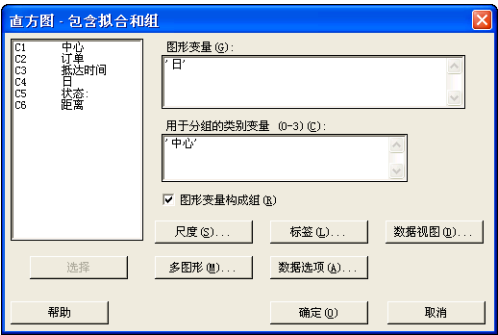 直方图 - 包含拟合和组
C1 中心
C2 订单
C3 抵达时间
C4 日
C5 状态:
C6 距离
图形变量(G):
'日'
用于分组的类别变量 (0-3)(C):
'中心'
图形变量构成组(R)
尺度(S)... 标签(L)... 数据视图(D)...
选择 多图形(M)... 数据选项(A)...
帮助 确定(O) 取消